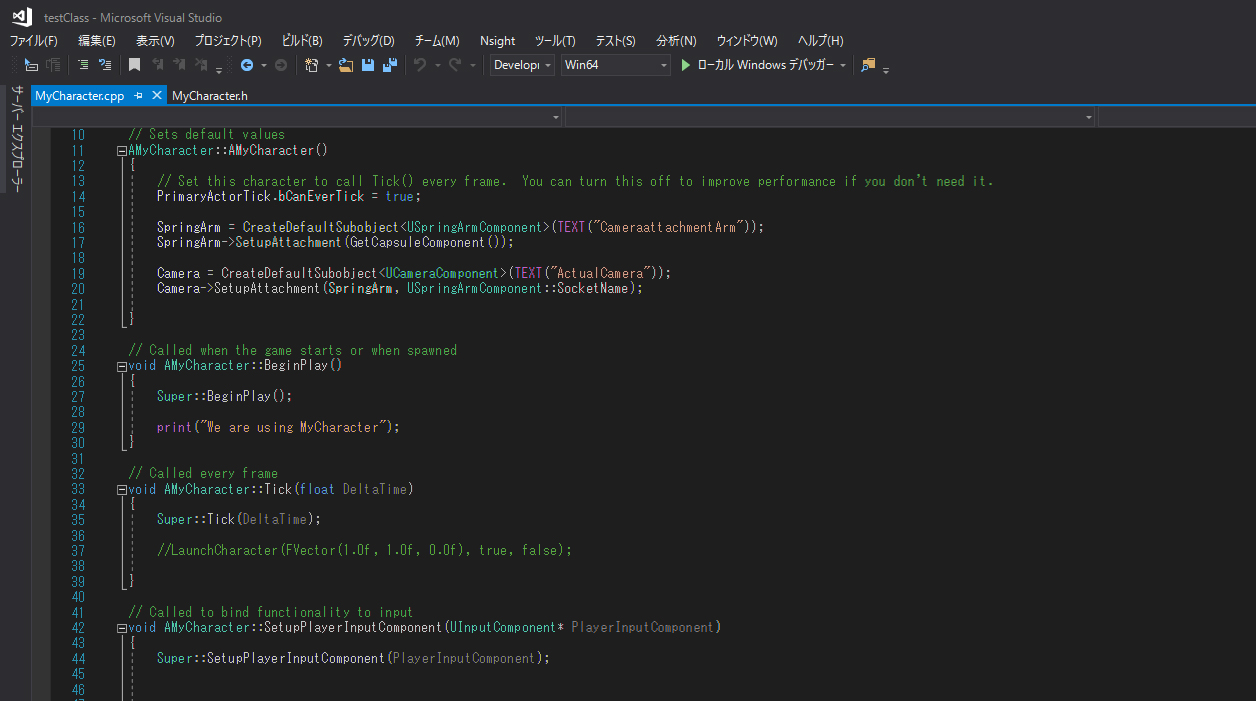 testClass - Microsoft Visual Studio
ファイル(F) 編集(E) 表示(V) プロジェクト(P) ビルド(B) デバッグ(D) チーム(M) Nsight ツール(T) テスト(S) 分析(N) ウィンドウ(W) ヘルプ(H)
Develop Win64 ローカル Windows デバッガー
サーバー エクスプローラー
MyCharacter.cpp MyCharacter.h
10 // Sets default values
11 AMyCharacter::AMyCharacter()
12 {
13 // Set this character to call Tick() every frame.  You can turn this off to improve performance if you don't need it.
14 PrimaryActorTick.bCanEverTick = true;
15
16 SpringArm = CreateDefaultSubobject<USpringArmComponent>(TEXT("CameraattachmentArm"));
17 SpringArm->SetupAttachment(GetCapsuleComponent());
18
19 Camera = CreateDefaultSubobject<UCameraComponent>(TEXT("ActualCamera"));
20 Camera->SetupAttachment(SpringArm, USpringArmComponent::SocketName);
21
22 }
23
24 // Called when the game starts or when spawned
25 void AMyCharacter::BeginPlay()
26 {
27 Super::BeginPlay();
28
29 print("We are using MyCharacter");
30 }
31
32 // Called every frame
33 void AMyCharacter::Tick(float DeltaTime)
34 {
35 Super::Tick(DeltaTime);
36
37 //LaunchCharacter(FVector(1.0f, 1.0f, 0.0f), true, false);
38
39 }
40
41 // Called to bind functionality to input
42 void AMyCharacter::SetupPlayerInputComponent(UInputComponent* PlayerInputComponent)
43 {
44 Super::SetupPlayerInputComponent(PlayerInputComponent);
45
46